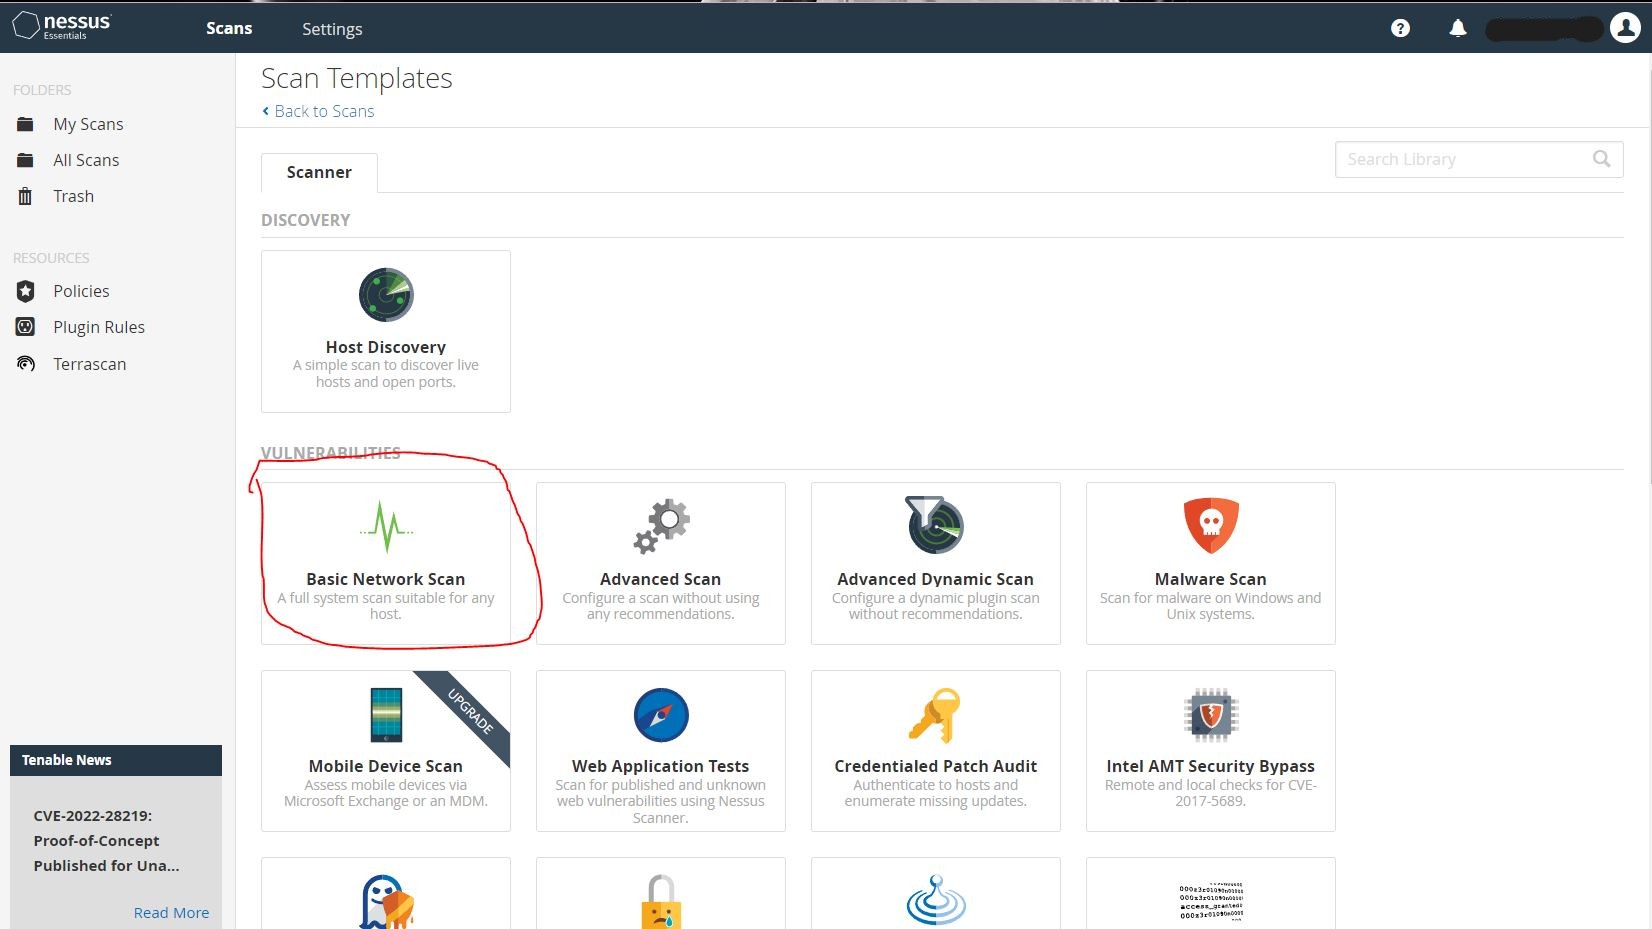 nessus
Essentials
Scans
Settings
FOLDERS
My Scans
All Scans
Trash
RESOURCES
Policies
Plugin Rules
Terrascan
Tenable News
CVE-2022-28219:
Proof-of-Concept
Published for Una...
Read More
Scan Templates
Back to Scans
Scanner
Search Library
DISCOVERY
Host Discovery
A simple scan to discover live
hosts and open ports.
VULNERABILITIES
Basic Network Scan
A full system scan suitable for any
host.
Advanced Scan
Configure a scan without using
any recommendations.
Advanced Dynamic Scan
Configure a dynamic plugin scan
without recommendations.
Malware Scan
Scan for malware on Windows and
Unix systems.
UPGRADE
Mobile Device Scan
Assess mobile devices via
Microsoft Exchange or an MDM.
Web Application Tests
Scan for published and unknown
web vulnerabilities using Nessus
Scanner.
Credentialed Patch Audit
Authenticate to hosts and
enumerate missing updates.
Intel AMT Security Bypass
Remote and local checks for CVE-
2017-5689.